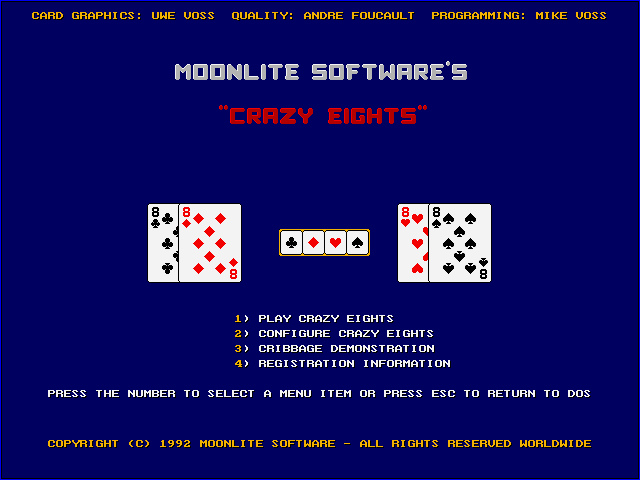 CARD GRAPHICS: UWE VOSS  QUALITY: ANDRE FOUCAULT  PROGRAMMING: MIKE VOSS
MOONLITE SOFTWARE'S
"CRAZY EIGHTS"
8 8 8 8
8 8
1) PLAY CRAZY EIGHTS
2) CONFIGURE CRAZY EIGHTS
3) CRIBBAGE DEMONSTRATION
4) REGISTRATION INFORMATION
PRESS THE NUMBER TO SELECT A MENU ITEM OR PRESS ESC TO RETURN TO DOS
COPYRIGHT (C) 1992 MOONLITE SOFTWARE - ALL RIGHTS RESERVED WORLDWIDE